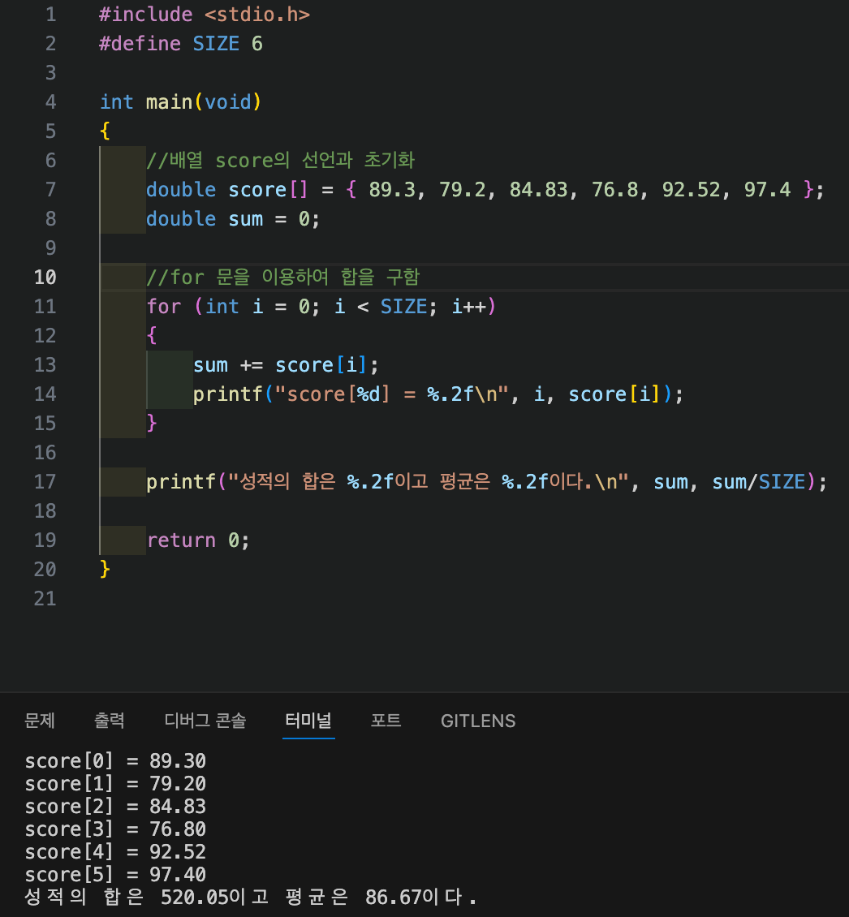 1 #include <stdio.h>
2 #define SIZE 6
3
4 int main(void)
5 {
6 //배열 score의 선언과 초기화
7 double score[] = { 89.3, 79.2, 84.83, 76.8, 92.52, 97.4 };
8 double sum = 0;
9
10 //for 문을 이용하여 합을 구함
11 for (int i = 0; i < SIZE; i++)
12 {
13 sum += score[i];
14 printf("score[%d] = %.2f\n", i, score[i]);
15 }
16
17 printf("성적의 합은 %.2f이고 평균은 %.2f이다.\n", sum, sum/SIZE);
18
19 return 0;
20 }
21
문제 출력 디버그 콘솔 터미널 포트 GITLENS
score[0] = 89.30
score[1] = 79.20
score[2] = 84.83
score[3] = 76.80
score[4] = 92.52
score[5] = 97.40
성적의 합은 520.05이고 평균은 86.67이다.